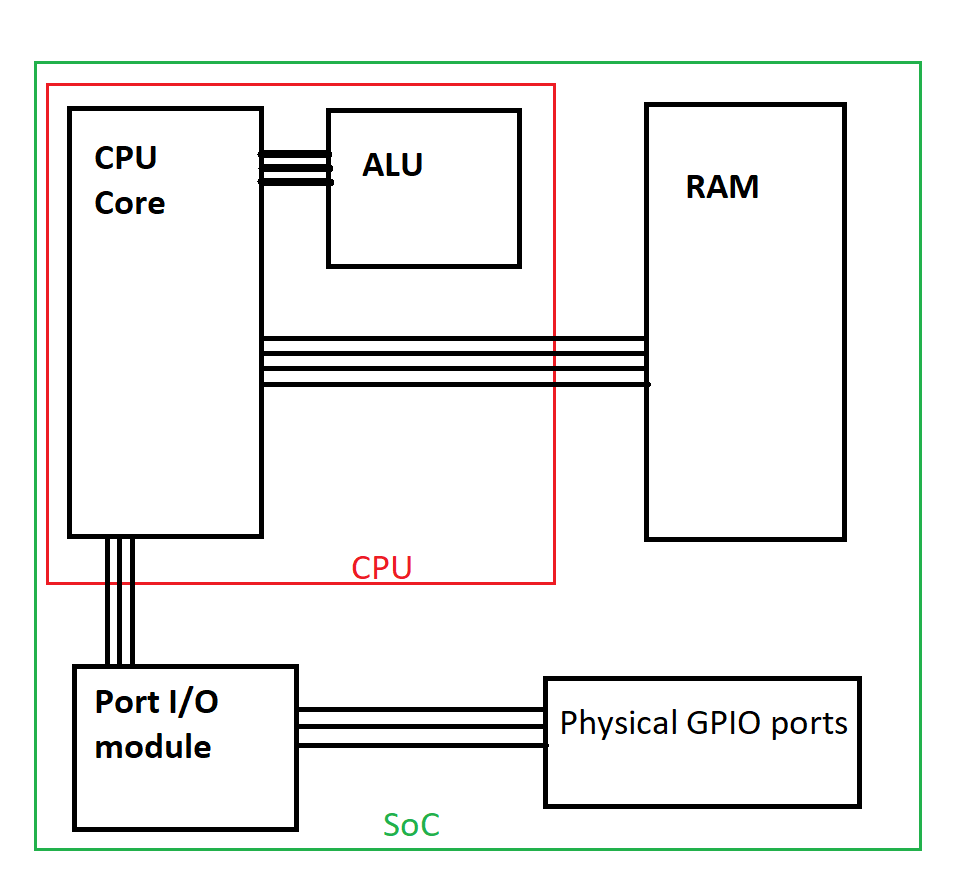 CPU
Core
ALU
RAM
CPU
Port I/O
module
Physical GPIO ports
SoC